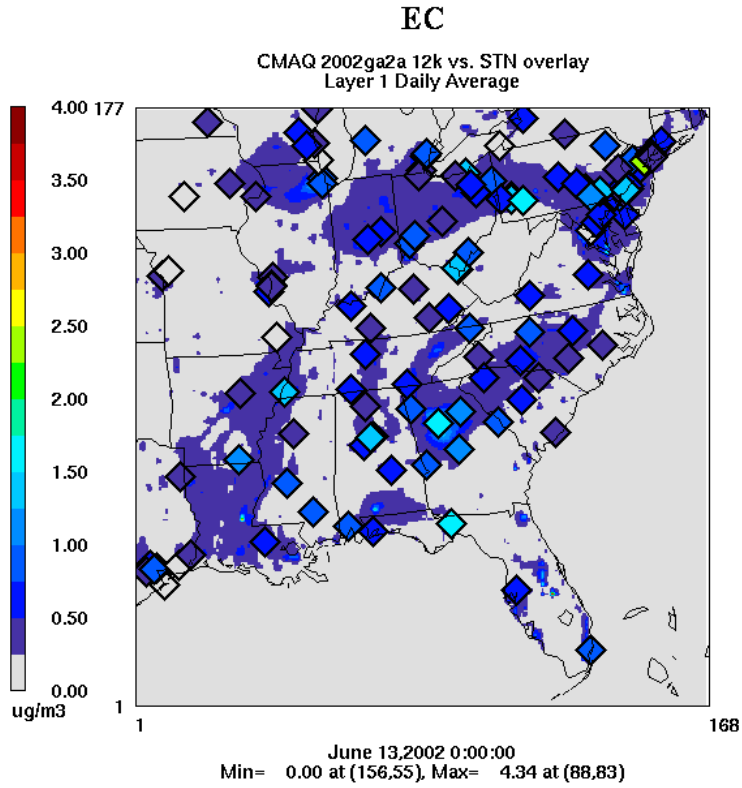 EC
CMAQ 2002ga2a 12k vs. STN overlay
Layer 1 Daily Average
4.00
3.50
3.00
2.50
2.00
1.50
1.00
0.50
0.00
ug/m3
177
1
1
168
June 13,2002 0:00:00
Min= 0.00 at (156,55), Max= 4.34 at (88,83)